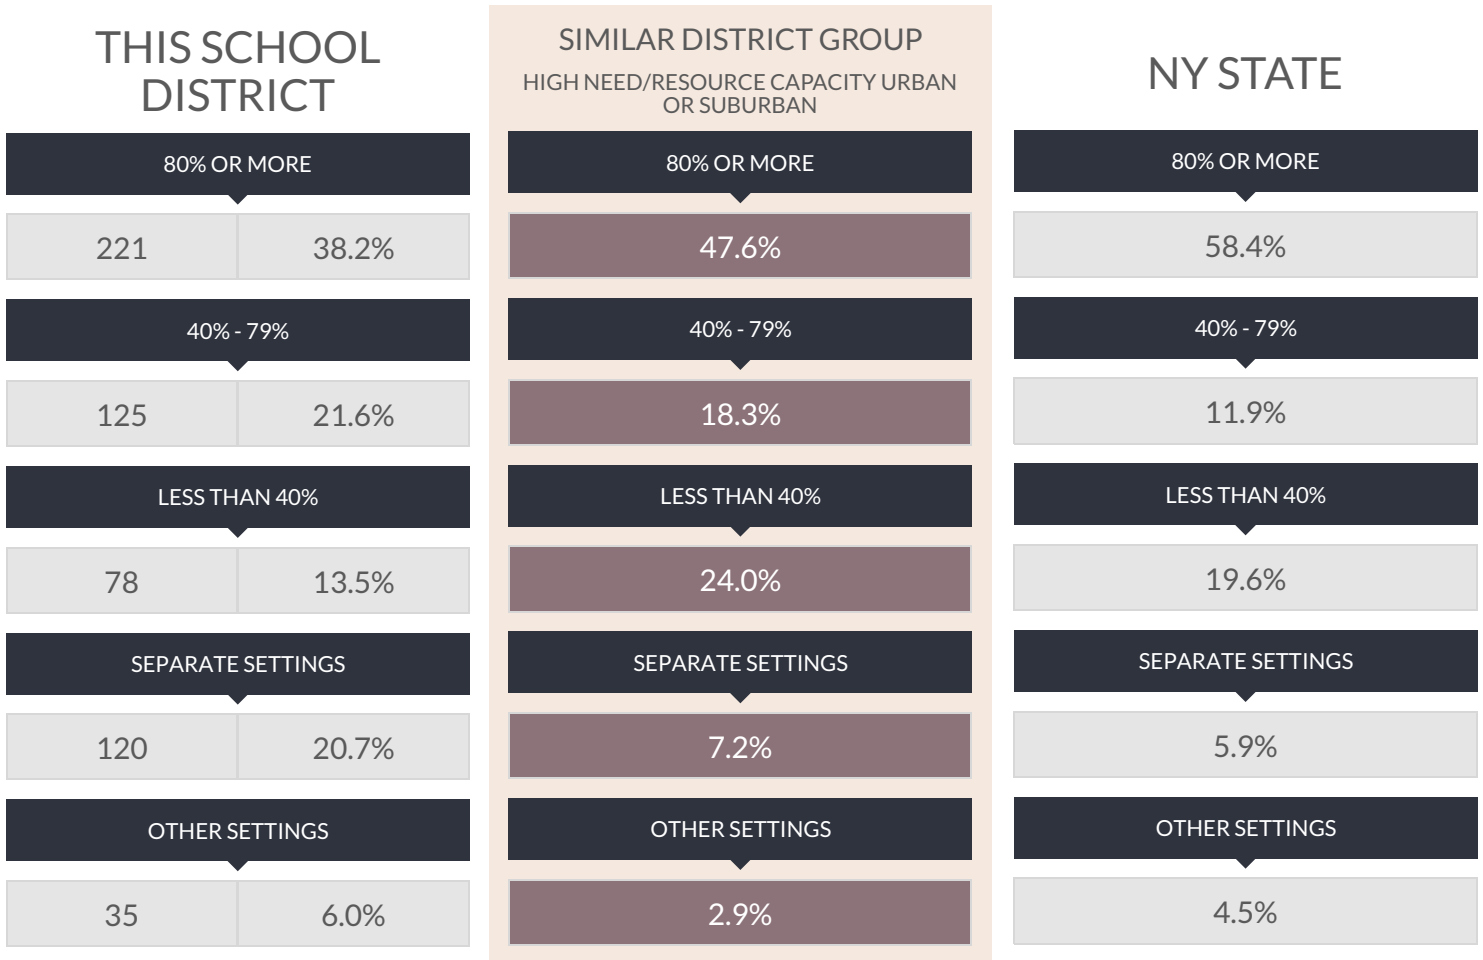 THIS SCHOOL
DISTRICT
80% OR MORE
221 38.2%
40% - 79%
125 21.6%
LESS THAN 40%
78 13.5%
SEPARATE SETTINGS
120 20.7%
OTHER SETTINGS
35 6.0%
SIMILAR DISTRICT GROUP
HIGH NEED/RESOURCE CAPACITY URBAN
OR SUBURBAN
80% OR MORE
47.6%
40% - 79%
18.3%
LESS THAN 40%
24.0%
SEPARATE SETTINGS
7.2%
OTHER SETTINGS
2.9%
NY STATE
80% OR MORE
58.4%
40% - 79%
11.9%
LESS THAN 40%
19.6%
SEPARATE SETTINGS
5.9%
OTHER SETTINGS
4.5%